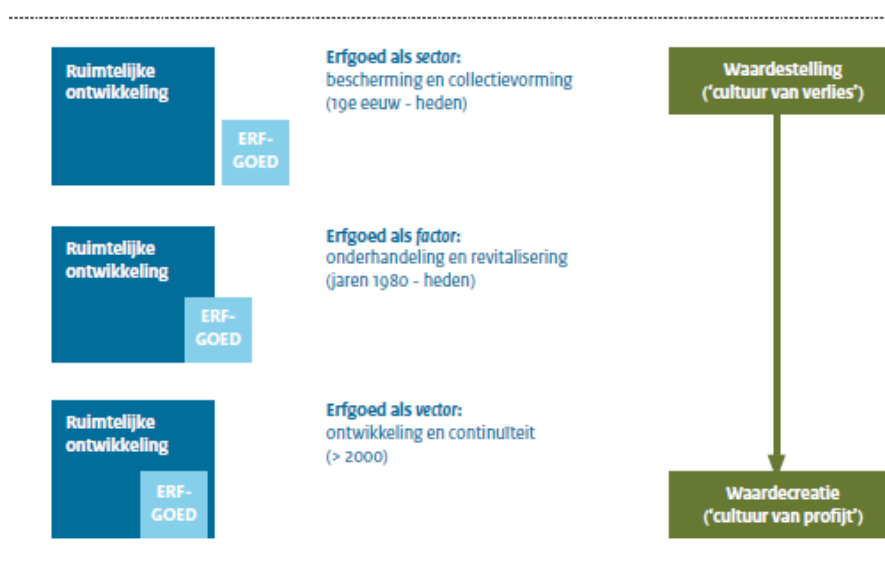 Ruimtelijke
ontwikkeling
ERF-
GOED
Erfgoed als sector:
bescherming en collectievorming
(19e eeuw - heden)
Waardestelling
('cultuur van verlies')
Ruimtelijke
ontwikkeling
ERF-
GOED
Erfgoed als factor:
onderhandeling en revitalisering
(jaren 1980 - heden)
Ruimtelijke
ontwikkeling
ERF-
GOED
Erfgoed als vector:
ontwikkeling en continuïteit
(> 2000)
Waardecreatie
('cultuur van profijt')